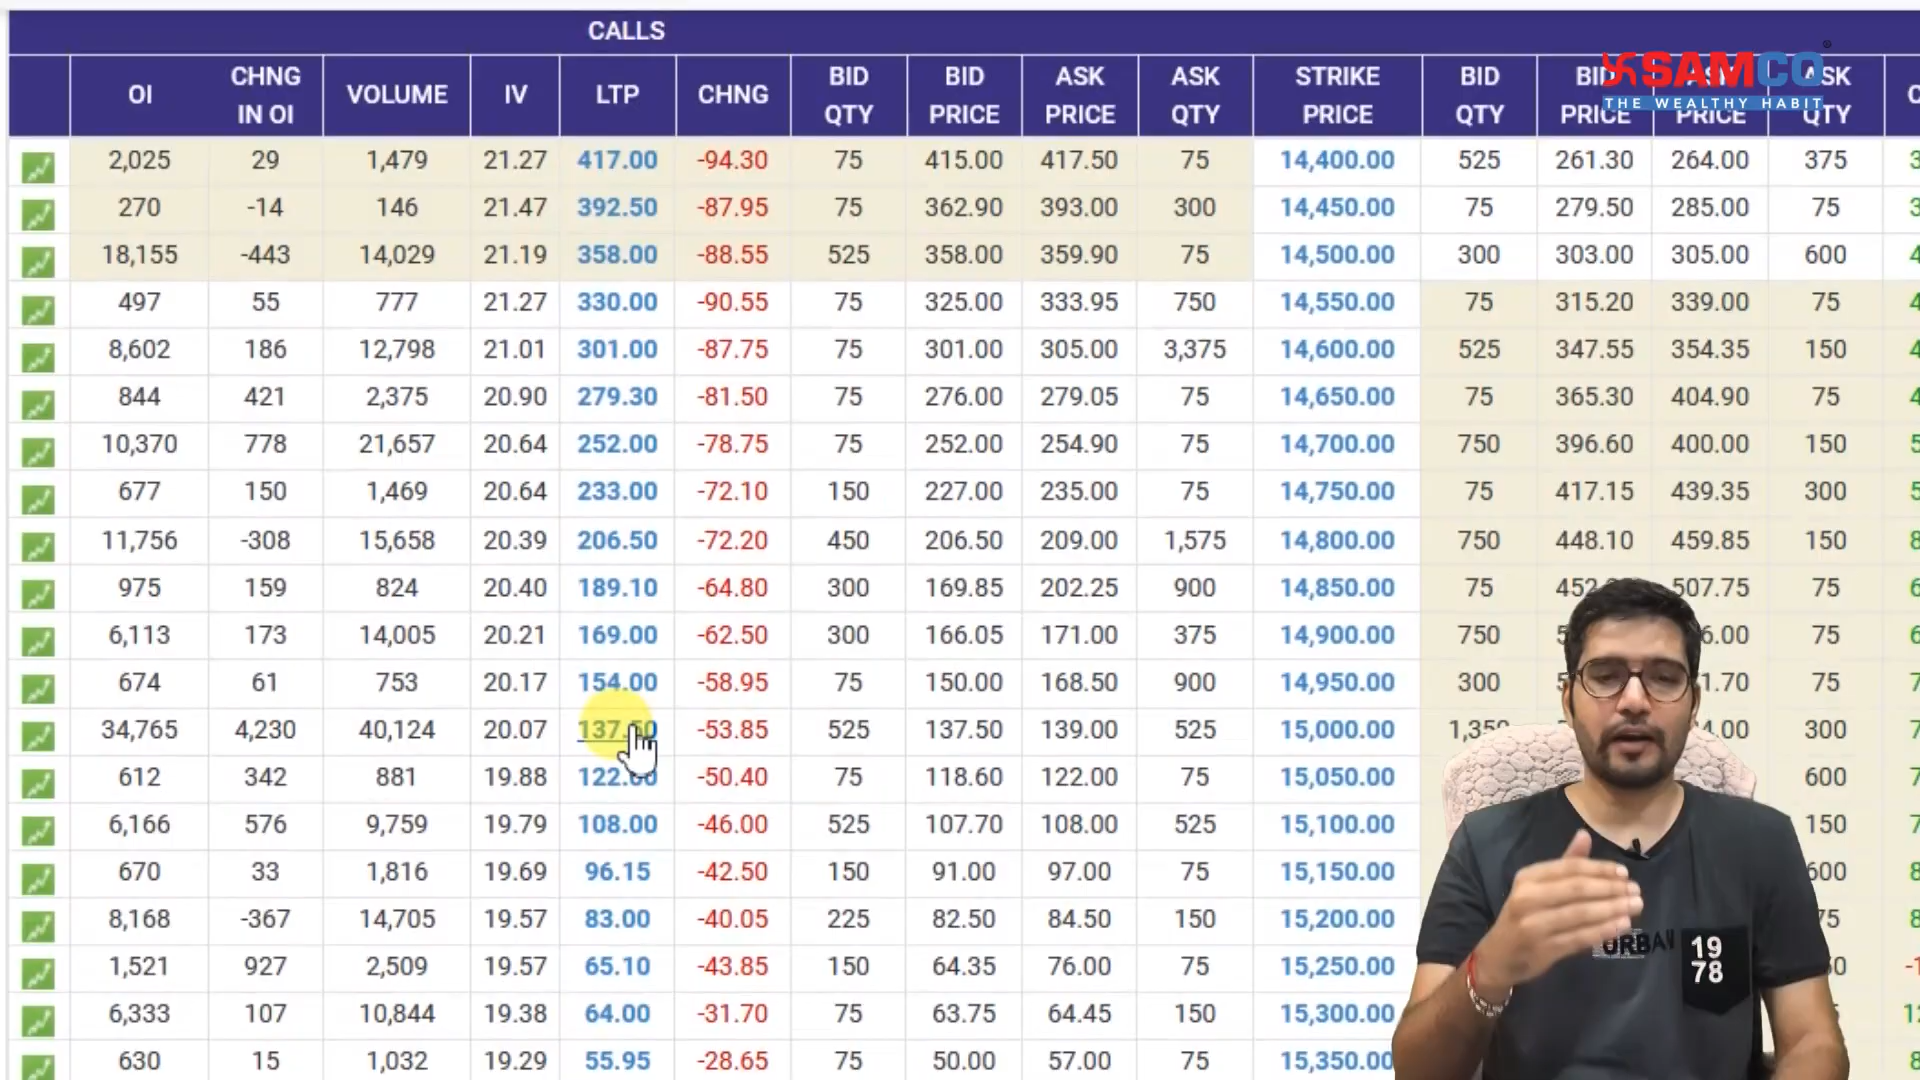 CALLS
OI CHNG IN OI VOLUME IV LTP CHNG BID QTY BID PRICE ASK PRICE ASK QTY STRIKE PRICE BID QTY PRICE QTY
SAMCO
THE WEALTHY HABIT
2,025 29 1,479 21.27 417.00 -94.30 75 415.00 417.50 75 14,400.00 525 261.30 264.00 375
270 -14 146 21.47 392.50 -87.95 75 362.90 393.00 300 14,450.00 75 279.50 285.00 75
18,155 -443 14,029 21.19 358.00 -88.55 525 358.00 359.90 75 14,500.00 300 303.00 305.00 600
497 55 777 21.27 330.00 -90.55 75 325.00 333.95 750 14,550.00 75 315.20 339.00 75
8,602 186 12,798 21.01 301.00 -87.75 75 301.00 305.00 3,375 14,600.00 525 347.55 354.35 150
844 421 2,375 20.90 279.30 -81.50 75 276.00 279.05 75 14,650.00 75 365.30 404.90 75
10,370 778 21,657 20.64 252.00 -78.75 75 252.00 254.90 75 14,700.00 750 396.60 400.00 150
677 150 1,469 20.64 233.00 -72.10 150 227.00 235.00 75 14,750.00 75 417.15 439.35 300
11,756 -308 15,658 20.39 206.50 -72.20 450 206.50 209.00 1,575 14,800.00 750 448.10 459.85 150
975 159 824 20.40 189.10 -64.80 300 169.85 202.25 900 14,850.00 75 507.75 75
6,113 173 14,005 20.21 169.00 -62.50 300 166.05 171.00 375 14,900.00 750 75
674 61 753 20.17 154.00 -58.95 75 150.00 168.50 900 14,950.00 300 75
34,765 4,230 40,124 20.07 137.50 -53.85 525 137.50 139.00 525 15,000.00 300
612 342 881 19.88 -50.40 75 118.60 122.00 75 15,050.00 600
6,166 576 9,759 19.79 108.00 -46.00 525 107.70 108.00 525 15,100.00 150
670 33 1,816 19.69 96.15 -42.50 150 91.00 97.00 75 15,150.00 600
8,168 -367 14,705 19.57 83.00 -40.05 225 82.50 84.50 150 15,200.00
1,521 927 2,509 19.57 65.10 -43.85 150 64.35 76.00 75 15,250.00
6,333 107 10,844 19.38 64.00 -31.70 75 63.75 64.45 150 15,300.00
630 15 1,032 19.29 55.95 -28.65 75 50.00 57.00 75 15,350.00
URBAN
19
78